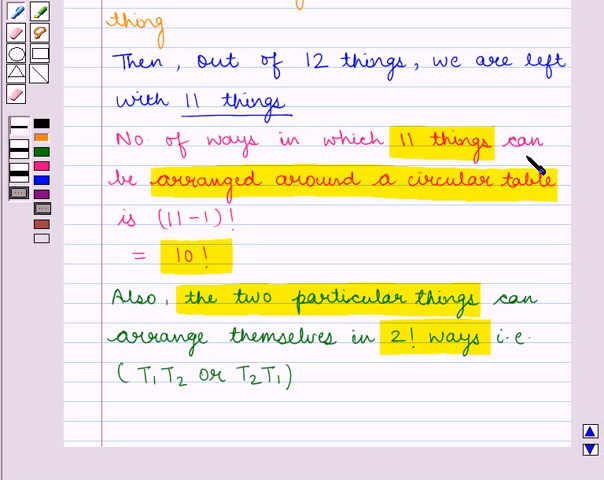 thing
Then, out of 12 things, we are left
with 11 things
No. of ways in which 11 things can
be arranged around a circular table
is (11-1)!
= 10!
Also, the two particular things can
arrange themselves in 2! ways i.e.
(T₁T₂ or T₂T₁)